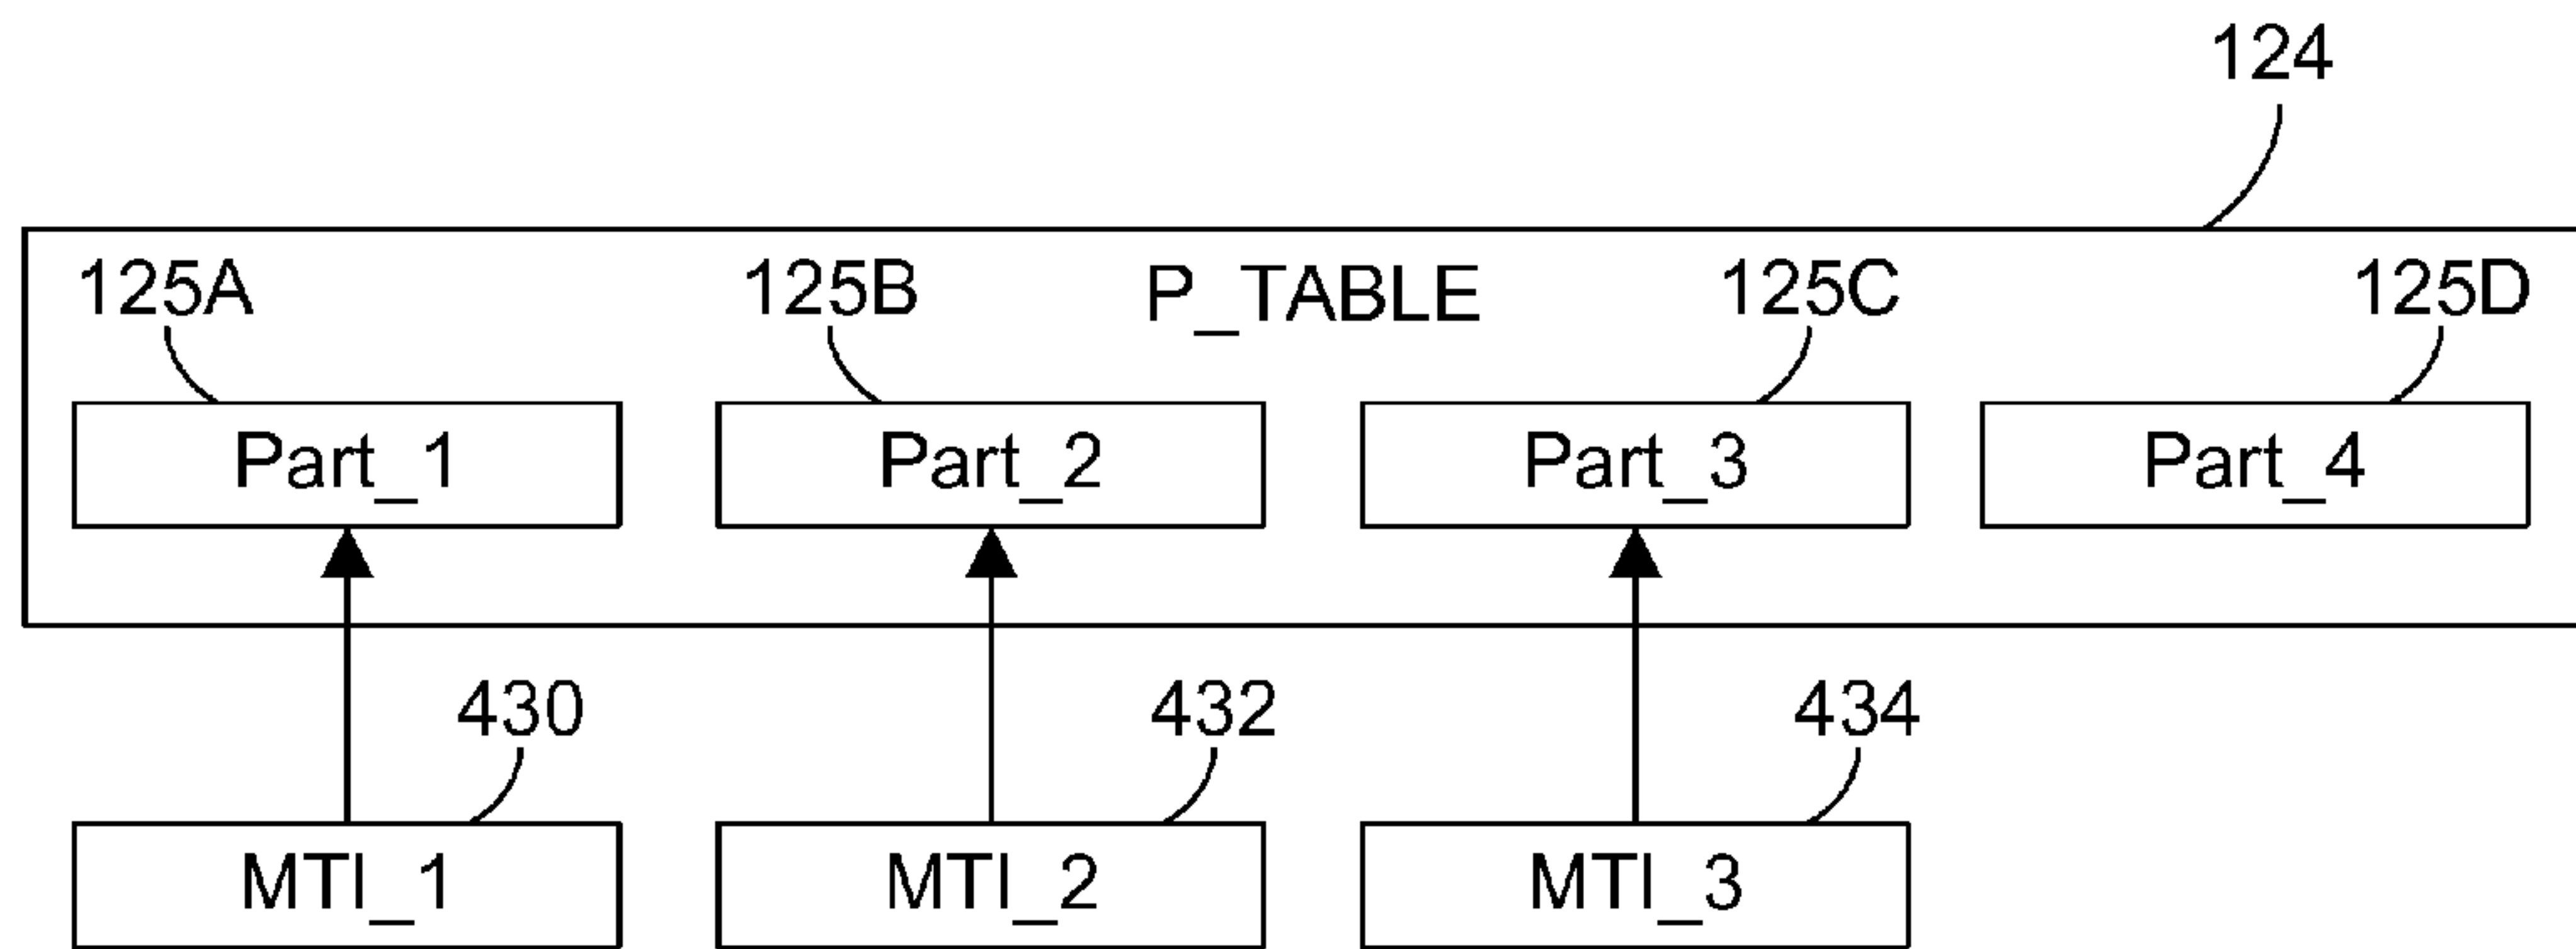 124
125A 125B P_TABLE 125C 125D
Part_1 Part_2 Part_3 Part_4
430 432 434
MTI_1 MTI_2 MTI_3